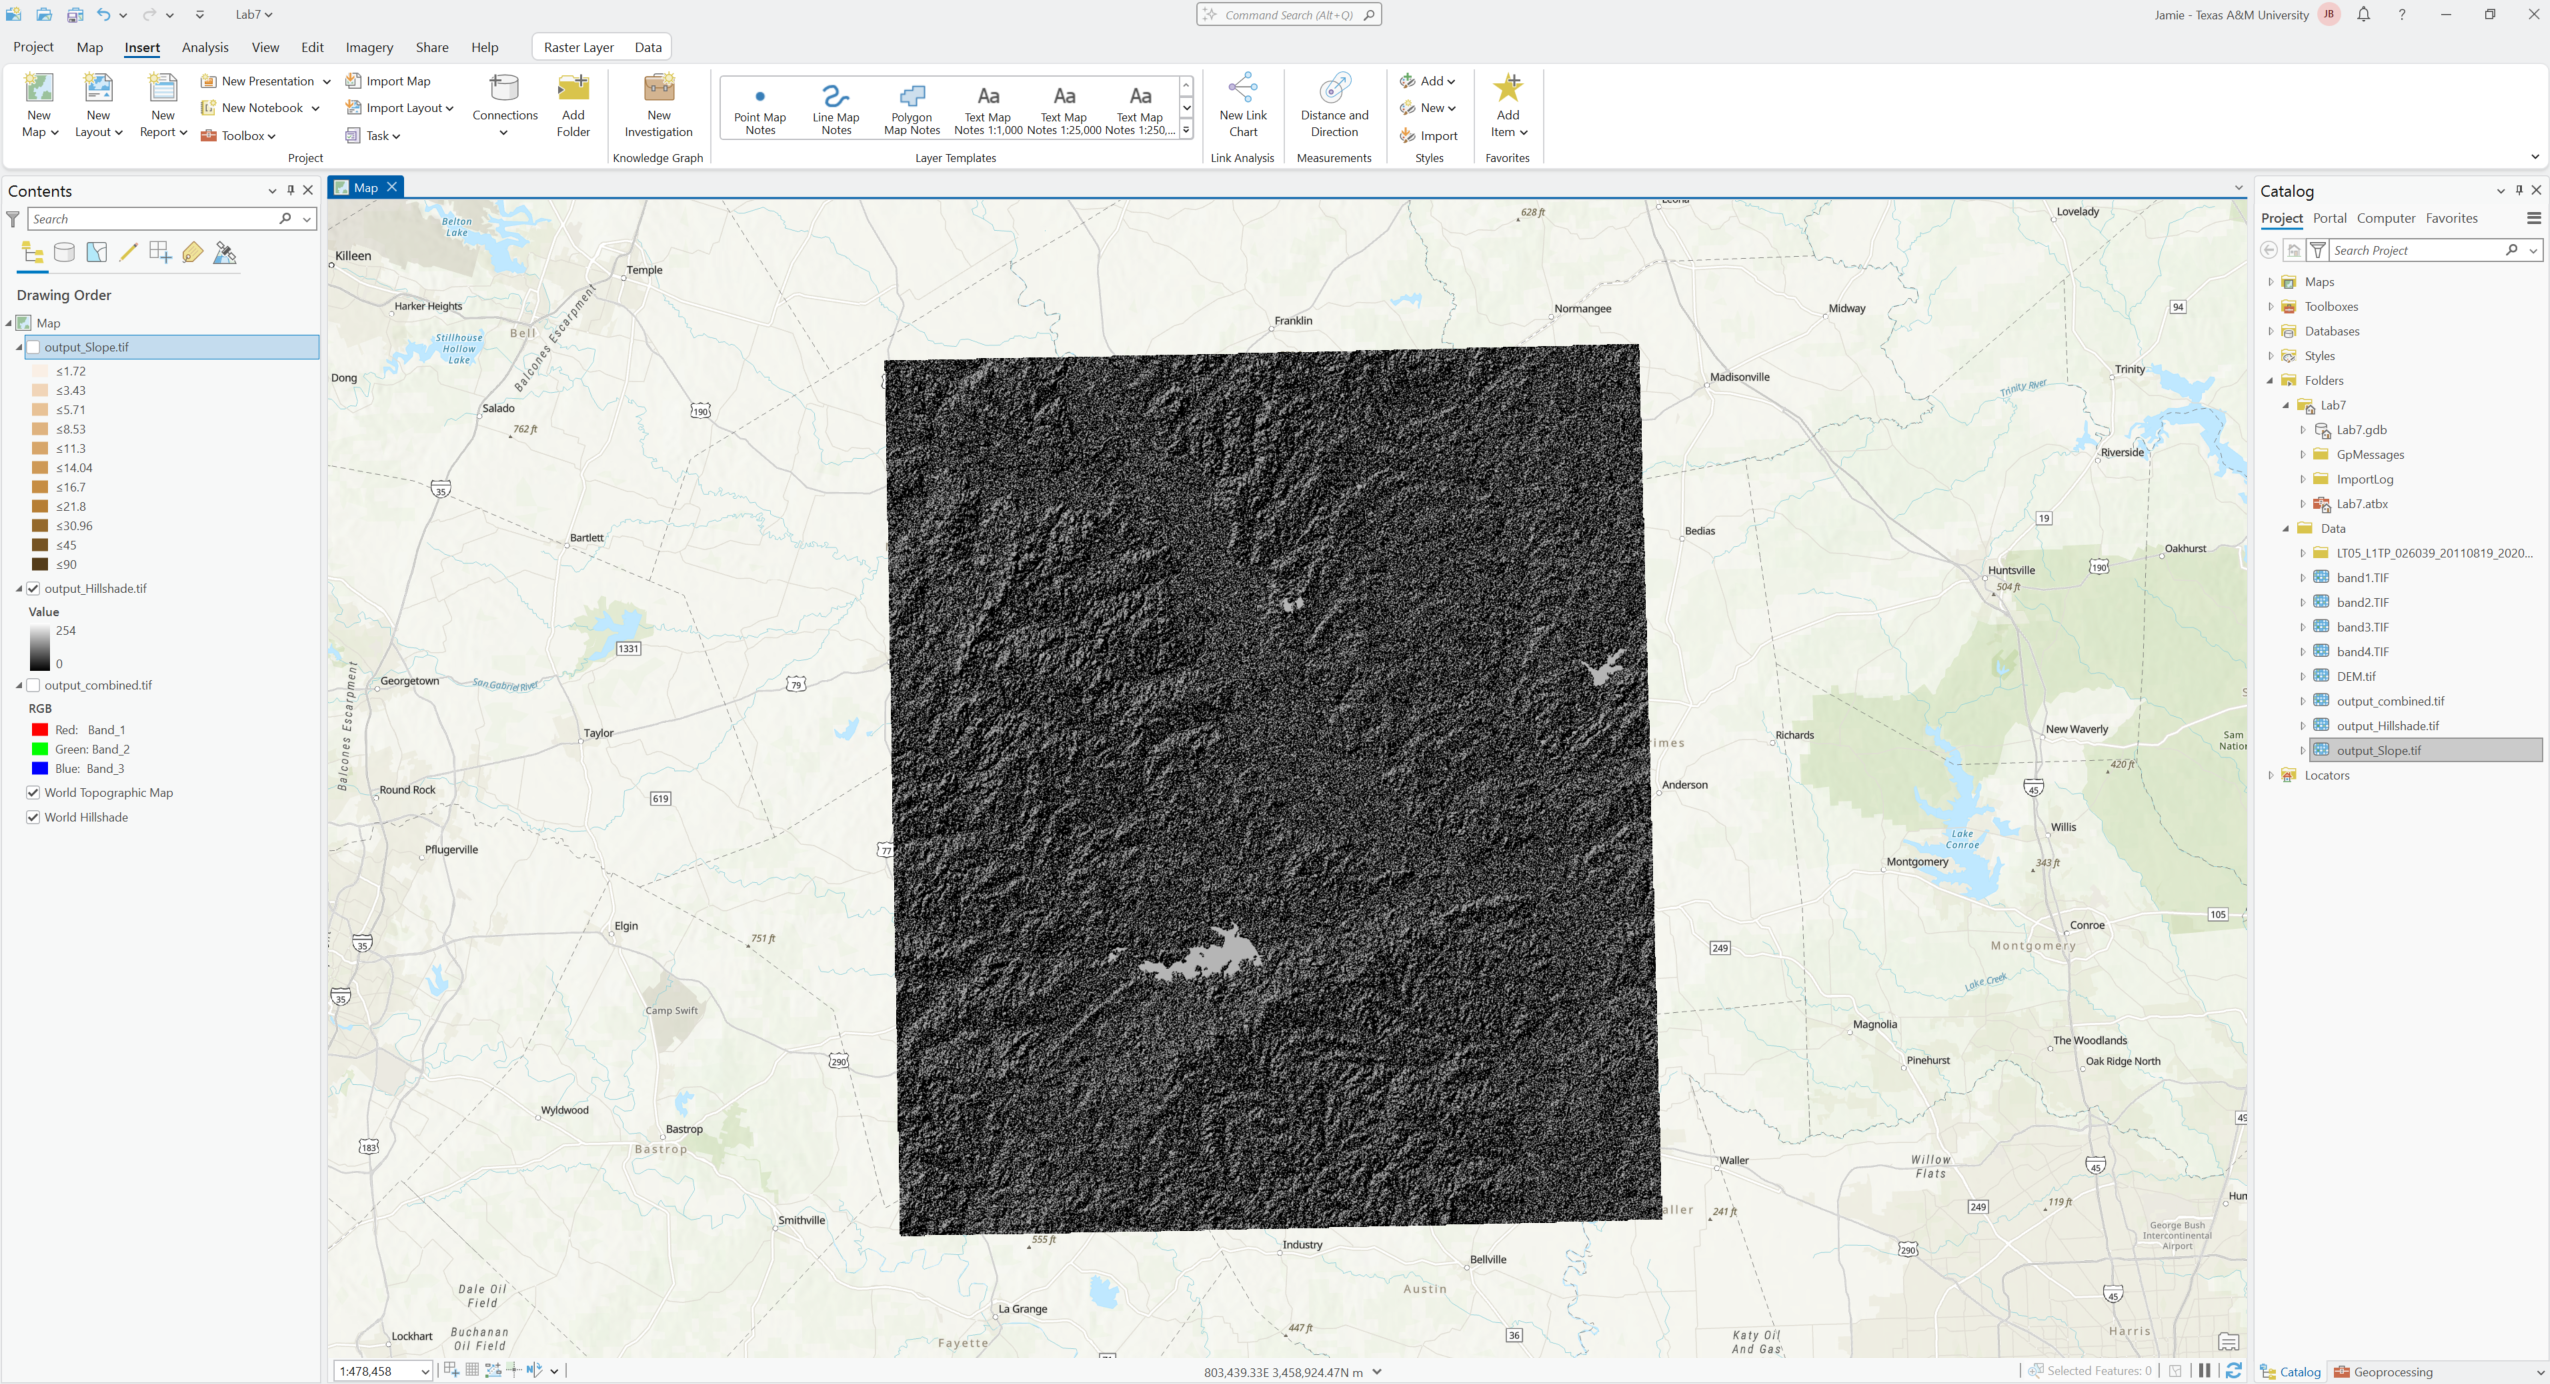 Lab7
Command Search (Alt+Q)
Jamie - Texas A&M University
JB
?
Project
Map
Insert
Analysis
View
Edit
Imagery
Share
Help
Raster Layer
Data
New Map
New Layout
New Report
New Presentation
New Notebook
Toolbox
Import Map
Import Layout
Task
Connections
Add Folder
Project
New Investigation
Knowledge Graph
Point Map Notes
Line Map Notes
Polygon Map Notes
Aa
Text Map Notes 1:1,000
Aa
Text Map Notes 1:25,000
Aa
Text Map Notes 1:250,...
Layer Templates
New Link Chart
Link Analysis
Distance and Direction
Measurements
Add
New
Import
Styles
Add Item
Favorites
Contents
Search
Drawing Order
Map
output_Slope.tif
≤1.72
≤3.43
≤5.71
≤8.53
≤11.3
≤14.04
≤16.7
≤21.8
≤30.96
≤45
≤90
output_Hillshade.tif
Value
254
0
output_combined.tif
RGB
Red: Band_1
Green: Band_2
Blue: Band_3
World Topographic Map
World Hillshade
Map
Belton Lake
628 ft
Lovelady
Killeen
Temple
Harker Heights
Bell
Balcones Escarpment
Stillhouse Hollow Lake
Franklin
Normangee
Midway
94
Dong
Madisonville
Trinity
Trinity River
Salado
190
762 ft
Riverside
35
Bartlett
Bedias
19
Oakhurst
Huntsville
190
504 ft
1331
Georgetown
San Gabriel River
79
Balcones Escarpment
Taylor
imes
Richards
New Waverly
Sam
Natior
420 ft
Round Rock
619
Anderson
45
Lake Conroe
Willis
Pflugerville
77
Montgomery
343 ft
Elgin
751 ft
35
249
105
Conroe
Montgomery
35
Camp Swift
Lake Creek
290
Magnolia
The Woodlands
Pinehurst
Oak Ridge North
Wyldwood
Bastrop
Bastrop
183
49
Waller
Willow Flats
45
Smithville
aller
241 ft
249
119 ft
Hun
555 ft
Industry
Bellville
290
George Bush Intercontinental Airport
Dale Oil Field
Austin
45
La Grange
Lockhart
Buchanan Oil Field
Fayette
447 ft
36
Katy Oil And Gas
Harris
1:478,458
803,439.33E 3,458,924.47N m
Selected Features: 0
Catalog
Project
Portal
Computer
Favorites
Search Project
Maps
Toolboxes
Databases
Styles
Folders
Lab7
Lab7.gdb
GpMessages
ImportLog
Lab7.atbx
Data
LT05_L1TP_026039_20110819_2020...
band1.TIF
band2.TIF
band3.TIF
band4.TIF
DEM.tif
output_combined.tif
output_Hillshade.tif
output_Slope.tif
Locators
Catalog
Geoprocessing